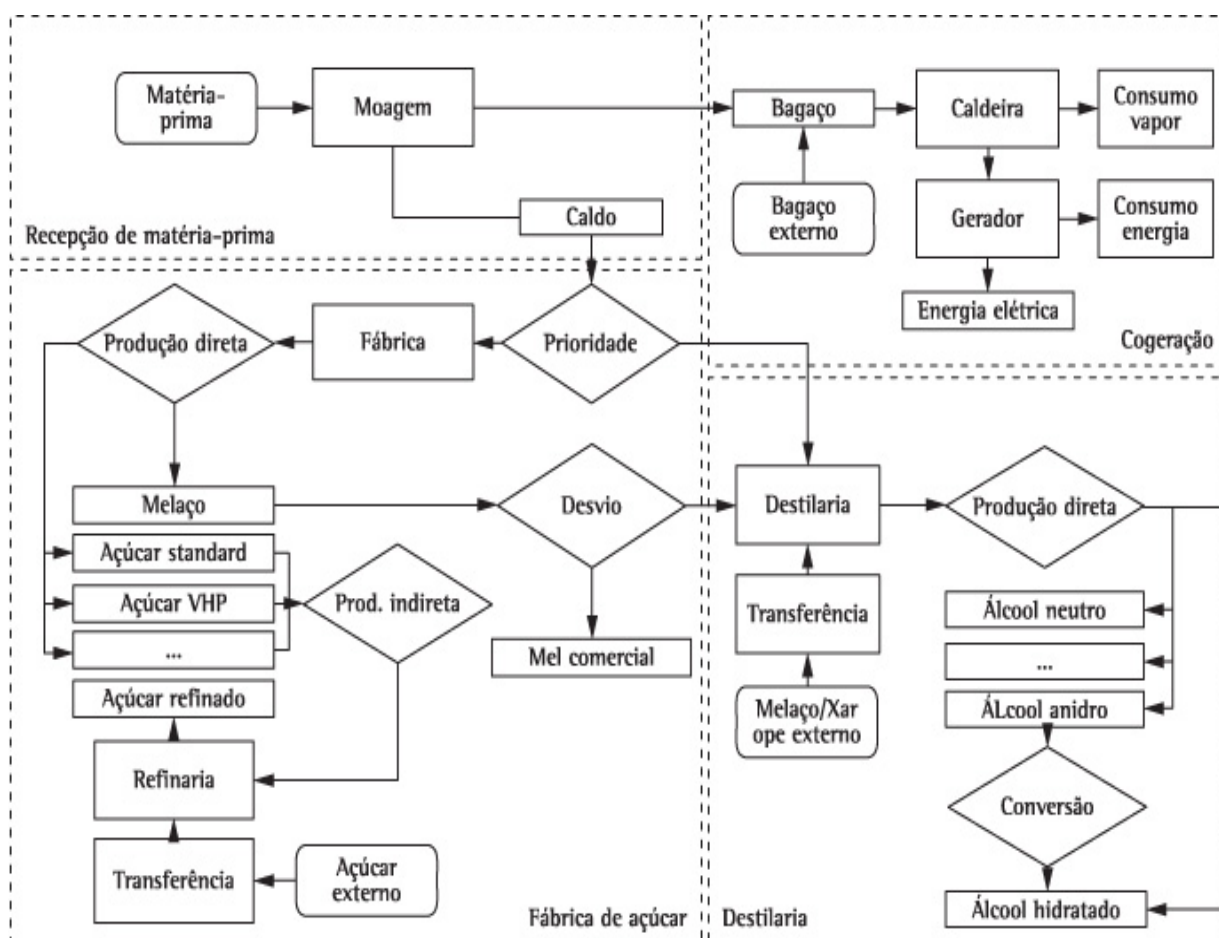 Matéria-
prima
Moagem
Caldo
Recepção de matéria-prima
Bagaço
Caldeira
Consumo
vapor
Bagaço
externo
Gerador
Consumo
energia
Energia elétrica
Cogeração
Produção direta
Fábrica
Prioridade
Melaço
Desvio
Açúcar standard
Açúcar VHP
...
Prod. indireta
Mel comercial
Açúcar refinado
Refinaria
Transferência
Açúcar
externo
Fábrica de açúcar
Destilaria
Produção direta
Transferência
Melaço/Xar
ope externo
Álcool neutro
...
ÁLcool anidro
Conversão
Álcool hidratado
Destilaria